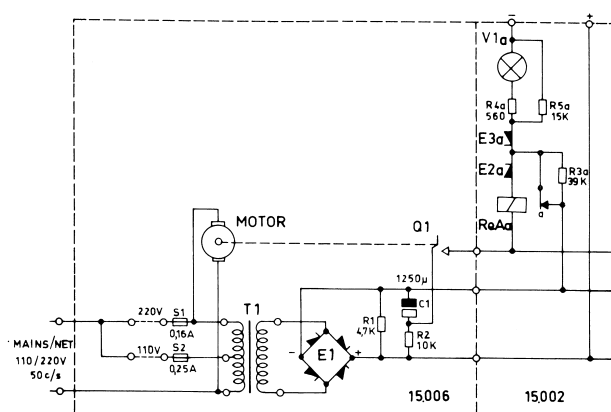 − +
V1a
R4a
560
R5a
15K
E3a
E2a
R3a
39K
a
ReAa
MOTOR
Q1
1250µ
C1
220V
S1
0,16A
T1
MAINS/NET
110/220V
50c/s
110V
S2
0,25A
− E1 +
R1
4,7K
R2
10K
15.006
15.002